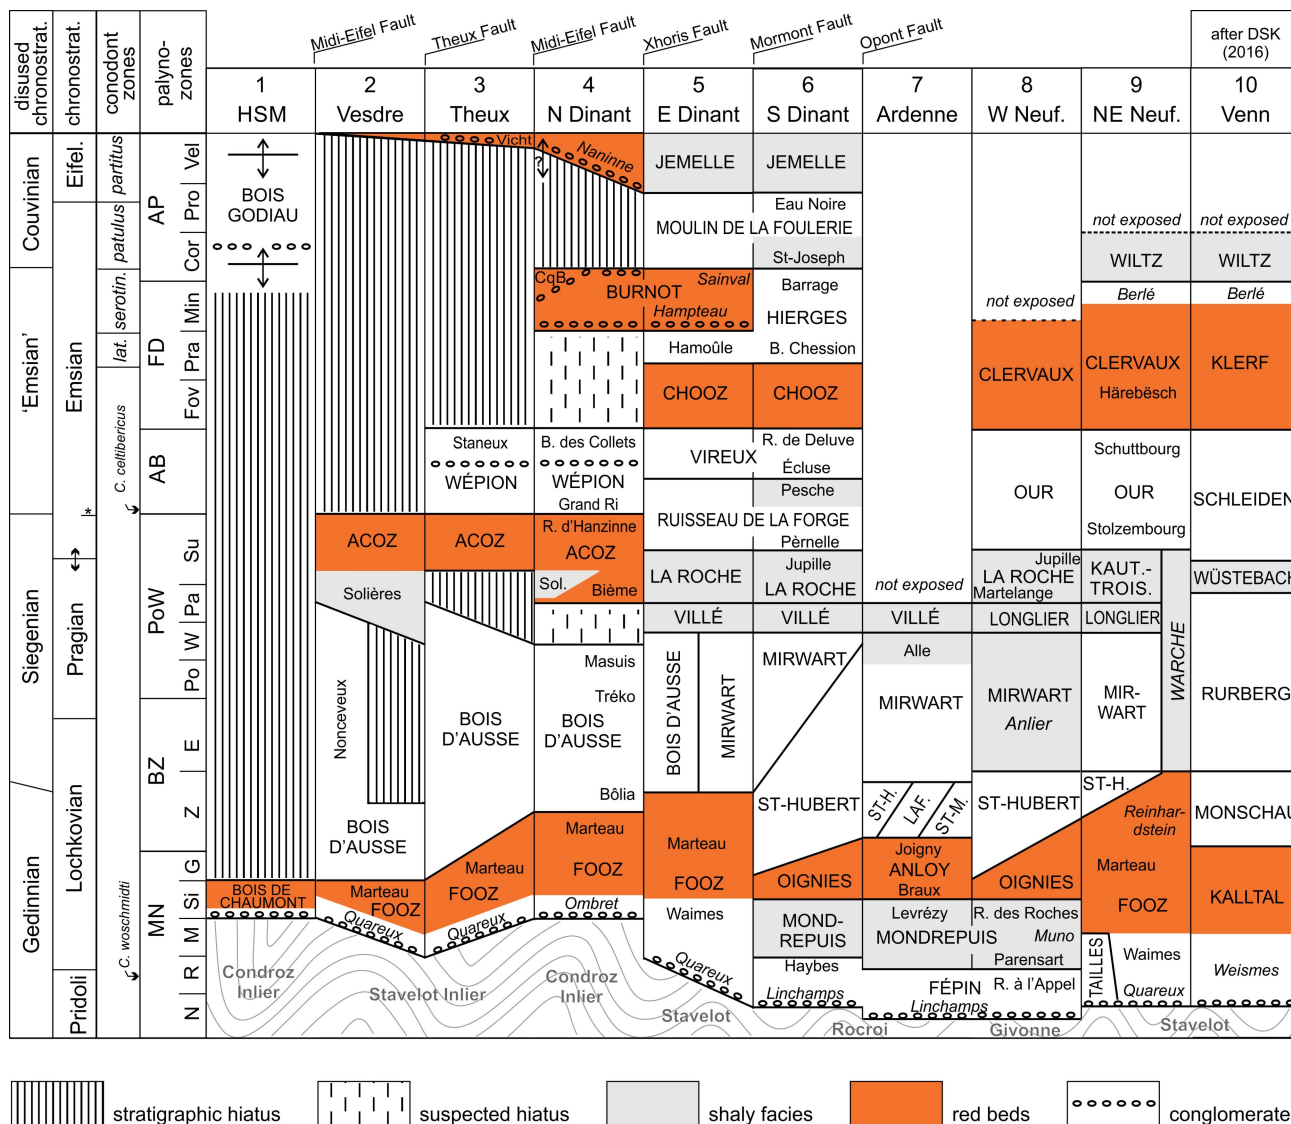 Midi-Eifel Fault
Theux Fault
Midi-Eifel Fault
Xhoris Fault
Mormont Fault
Opont Fault
after DSK
(2016)
disused
chronostrat.
chronostrat.
conodont
zones
palyno-
zones
1
HSM
2
Vesdre
3
Theux
4
N Dinant
5
E Dinant
6
S Dinant
7
Ardenne
8
W Neuf.
9
NE Neuf.
10
Venn
Couvinian
'Emsian'
Siegenian
Gedinnian
Eifel.
Emsian
Pragian
Lochkovian
Pridoli
partitus
patulus
serotin.
lat.
C. celtibericus
*
C. woschmidti
AP
FD
AB
PoW
BZ
MN
Vel
Pro
Cor
Min
Pra
Fov
Su
Pa
W
Po
E
Z
G
Si
M
R
N
BOIS
GODIAU
BOIS DE
CHAUMONT
Condroz
Inlier
ACOZ
Solières
Nonceveux
BOIS
D'AUSSE
Marteau
FOOZ
Quareux
Stavelot Inlier
Vicht
Staneux
WÉPION
ACOZ
BOIS
D'AUSSE
Marteau
FOOZ
Quareux
?
Naninne
CqB
BURNOT
Sainval
Hampteau
B. des Collets
WÉPION
Grand Ri
R. d'Hanzinne
ACOZ
Sol.
Bième
Masuis
Tréko
BOIS
D'AUSSE
Bôlia
Marteau
FOOZ
Ombret
Condroz
Inlier
JEMELLE
MOULIN DE LA FOULERIE
Hamoûle
CHOOZ
VIREUX
RUISSEAU DE LA FORGE
LA ROCHE
VILLÉ
BOIS D'AUSSE
MIRWART
Marteau
FOOZ
Waimes
Quareux
Stavelot
JEMELLE
Eau Noire
St-Joseph
Barrage
HIERGES
B. Chession
CHOOZ
R. de Deluve
Écluse
Pesche
Pèrnelle
Jupille
LA ROCHE
VILLÉ
MIRWART
ST-HUBERT
OIGNIES
MOND-
REPUIS
Haybes
Linchamps
Rocroi
not exposed
VILLÉ
Alle
MIRWART
ST-H.
LAF.
ST-M.
Joigny
ANLOY
Braux
Levrézy
MONDREPUIS
FÉPIN
Linchamps
not exposed
CLERVAUX
OUR
Jupille
LA ROCHE
Martelange
LONGLIER
MIRWART
Anlier
ST-HUBERT
OIGNIES
R. des Roches
Muno
Parensart
R. à l'Appel
Givonne
not exposed
WILTZ
Berlé
CLERVAUX
Härebësch
Schuttbourg
OUR
Stolzembourg
KAUT.-
TROIS.
LONGLIER
WARCHE
MIR-
WART
ST-H.
Reinhar-
dstein
Marteau
FOOZ
TAILLES
Waimes
Quareux
Stavelot
not exposed
WILTZ
Berlé
KLERF
SCHLEIDEN
WÜSTEBACH
RURBERG
MONSCHAU
KALLTAL
Weismes
stratigraphic hiatus
suspected hiatus
shaly facies
red beds
conglomerate